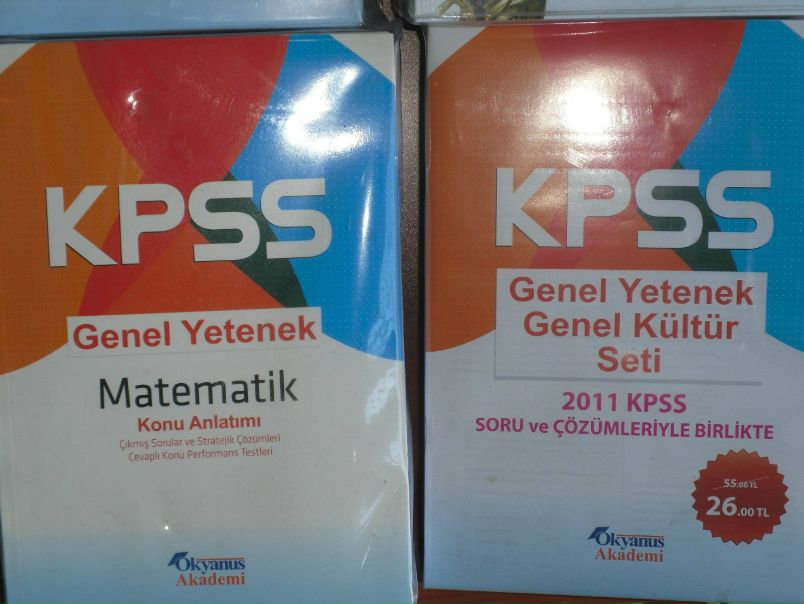 KPSS
Genel Yetenek
Matematik
Konu Anlatımı
Çıkmış Sorular ve Stratejik Çözümleri
Cevaplı Konu Performans Testleri
Okyanus
Akademi
KPSS
Genel Yetenek
Genel Kültür
Seti
2011 KPSS
SORU ve ÇÖZÜMLERİYLE BİRLİKTE
55.00 TL
26.00 TL
Okyanus
Akademi